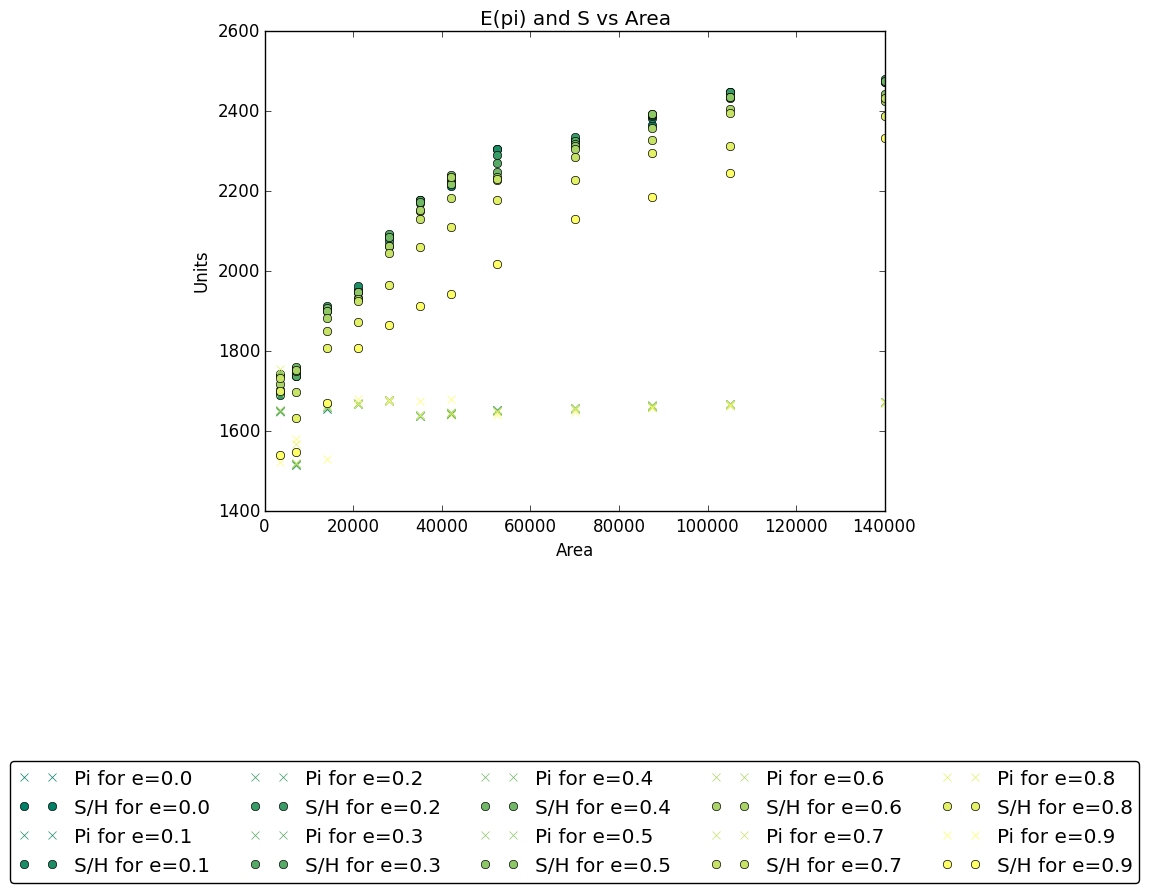 E(pi) and S vs Area
2600
2400
2200
2000
1800
1600
1400
Units
0 20000 40000 60000 80000 100000 120000 140000
Area
Pi for e=0.0 Pi for e=0.2 Pi for e=0.4 Pi for e=0.6 Pi for e=0.8
S/H for e=0.0 S/H for e=0.2 S/H for e=0.4 S/H for e=0.6 S/H for e=0.8
Pi for e=0.1 Pi for e=0.3 Pi for e=0.5 Pi for e=0.7 Pi for e=0.9
S/H for e=0.1 S/H for e=0.3 S/H for e=0.5 S/H for e=0.7 S/H for e=0.9